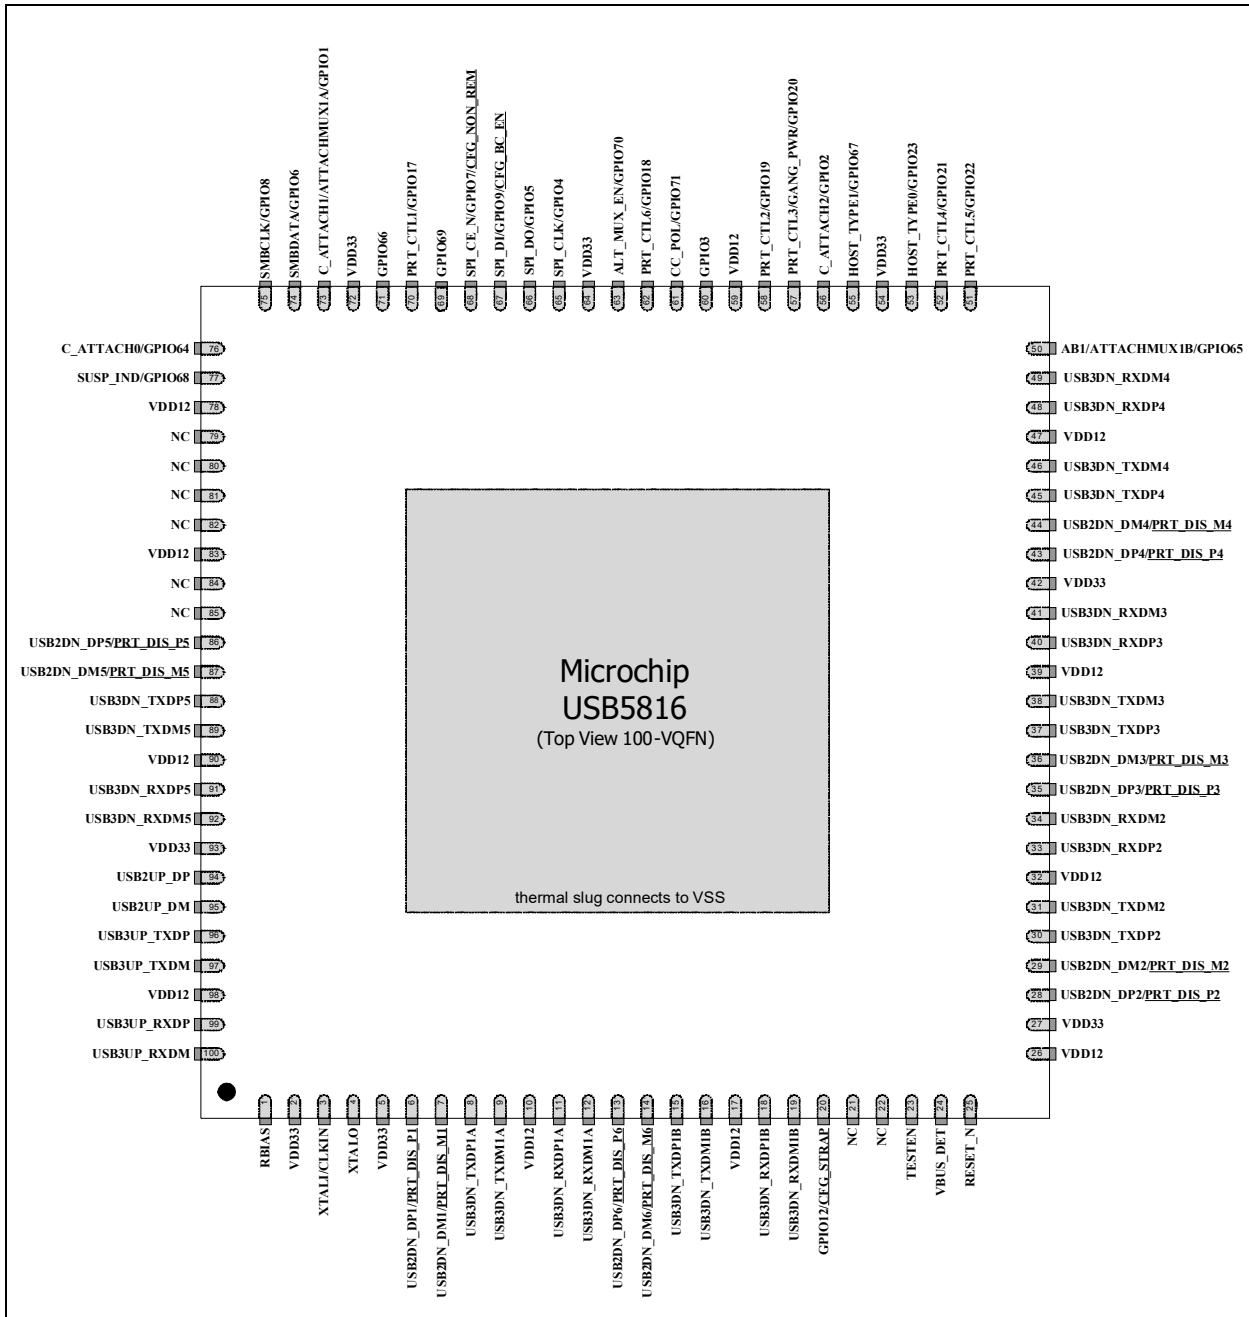 SMBCLK/GPIO8
SMBDATA/GPIO6
C_ATTACH1/ATTACHMUX1A/GPIO1
VDD33
GPIO66
PRT_CTL1/GPIO17
GPIO69
SPI_CE_N/GPIO7/CFG_NON_REM
SPI_DI/GPIO9/CFG_BC_EN
SPI_DO/GPIO5
SPI_CLK/GPIO4
VDD33
ALT_MUX_EN/GPIO70
PRT_CTL6/GPIO18
CC_POL/GPIO71
GPIO3
VDD12
PRT_CTL2/GPIO19
PRT_CTL3/GANG_PWR/GPIO20
C_ATTACH2/GPIO2
HOST_TYPE1/GPIO67
VDD33
HOST_TYPE0/GPIO23
PRT_CTL4/GPIO21
PRT_CTL5/GPIO22
75 74 73 72 71 70 69 68 67 66 65 64 63 62 61 60 59 58 57 56 55 54 53 52 51
C_ATTACH0/GPIO64 76
SUSP_IND/GPIO68 77
VDD12 78
NC 79
NC 80
NC 81
NC 82
VDD12 83
NC 84
NC 85
USB2DN_DP5/PRT_DIS_P5 86
USB2DN_DM5/PRT_DIS_M5 87
USB3DN_TXDP5 88
USB3DN_TXDM5 89
VDD12 90
USB3DN_RXDP5 91
USB3DN_RXDM5 92
VDD33 93
USB2UP_DP 94
USB2UP_DM 95
USB3UP_TXDP 96
USB3UP_TXDM 97
VDD12 98
USB3UP_RXDP 99
USB3UP_RXDM 100
Microchip
USB5816
(Top View 100-VQFN)
thermal slug connects to VSS
50 AB1/ATTACHMUX1B/GPIO65
49 USB3DN_RXDM4
48 USB3DN_RXDP4
47 VDD12
46 USB3DN_TXDM4
45 USB3DN_TXDP4
44 USB2DN_DM4/PRT_DIS_M4
43 USB2DN_DP4/PRT_DIS_P4
42 VDD33
41 USB3DN_RXDM3
40 USB3DN_RXDP3
39 VDD12
38 USB3DN_TXDM3
37 USB3DN_TXDP3
36 USB2DN_DM3/PRT_DIS_M3
35 USB2DN_DP3/PRT_DIS_P3
34 USB3DN_RXDM2
33 USB3DN_RXDP2
32 VDD12
31 USB3DN_TXDM2
30 USB3DN_TXDP2
29 USB2DN_DM2/PRT_DIS_M2
28 USB2DN_DP2/PRT_DIS_P2
27 VDD33
26 VDD12
1 2 3 4 5 6 7 8 9 10 11 12 13 14 15 16 17 18 19 20 21 22 23 24 25
RBIAS
VDD33
XTALI/CLKIN
XTALO
VDD33
USB2DN_DP1/PRT_DIS_P1
USB2DN_DM1/PRT_DIS_M1
USB3DN_TXDP1A
USB3DN_TXDM1A
VDD12
USB3DN_RXDP1A
USB3DN_RXDM1A
USB2DN_DP6/PRT_DIS_P6
USB2DN_DM6/PRT_DIS_M6
USB3DN_TXDP1B
USB3DN_TXDM1B
VDD12
USB3DN_RXDP1B
USB3DN_RXDM1B
GPIO12/CFG_STRAP
NC
NC
TESTEN
VBUS_DET
RESET_N